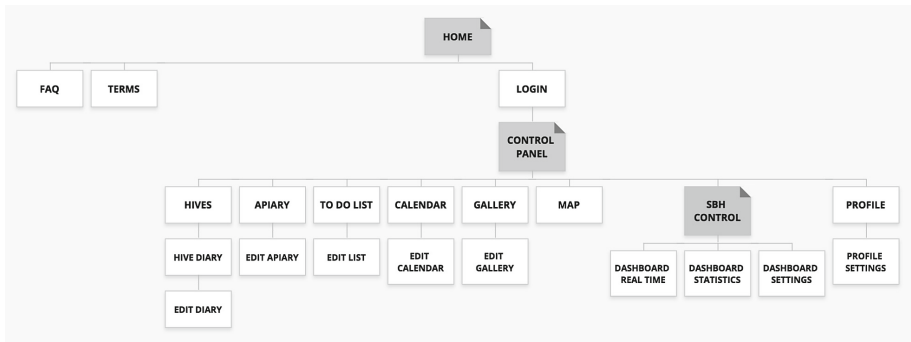 HOME
FAQ
TERMS
LOGIN
CONTROL
PANEL
HIVES
APIARY
TO DO LIST
CALENDAR
GALLERY
MAP
SBH
CONTROL
PROFILE
HIVE DIARY
EDIT APIARY
EDIT LIST
EDIT
CALENDAR
EDIT
GALLERY
DASHBOARD
REAL TIME
DASHBOARD
STATISTICS
DASHBOARD
SETTINGS
PROFILE
SETTINGS
EDIT DIARY